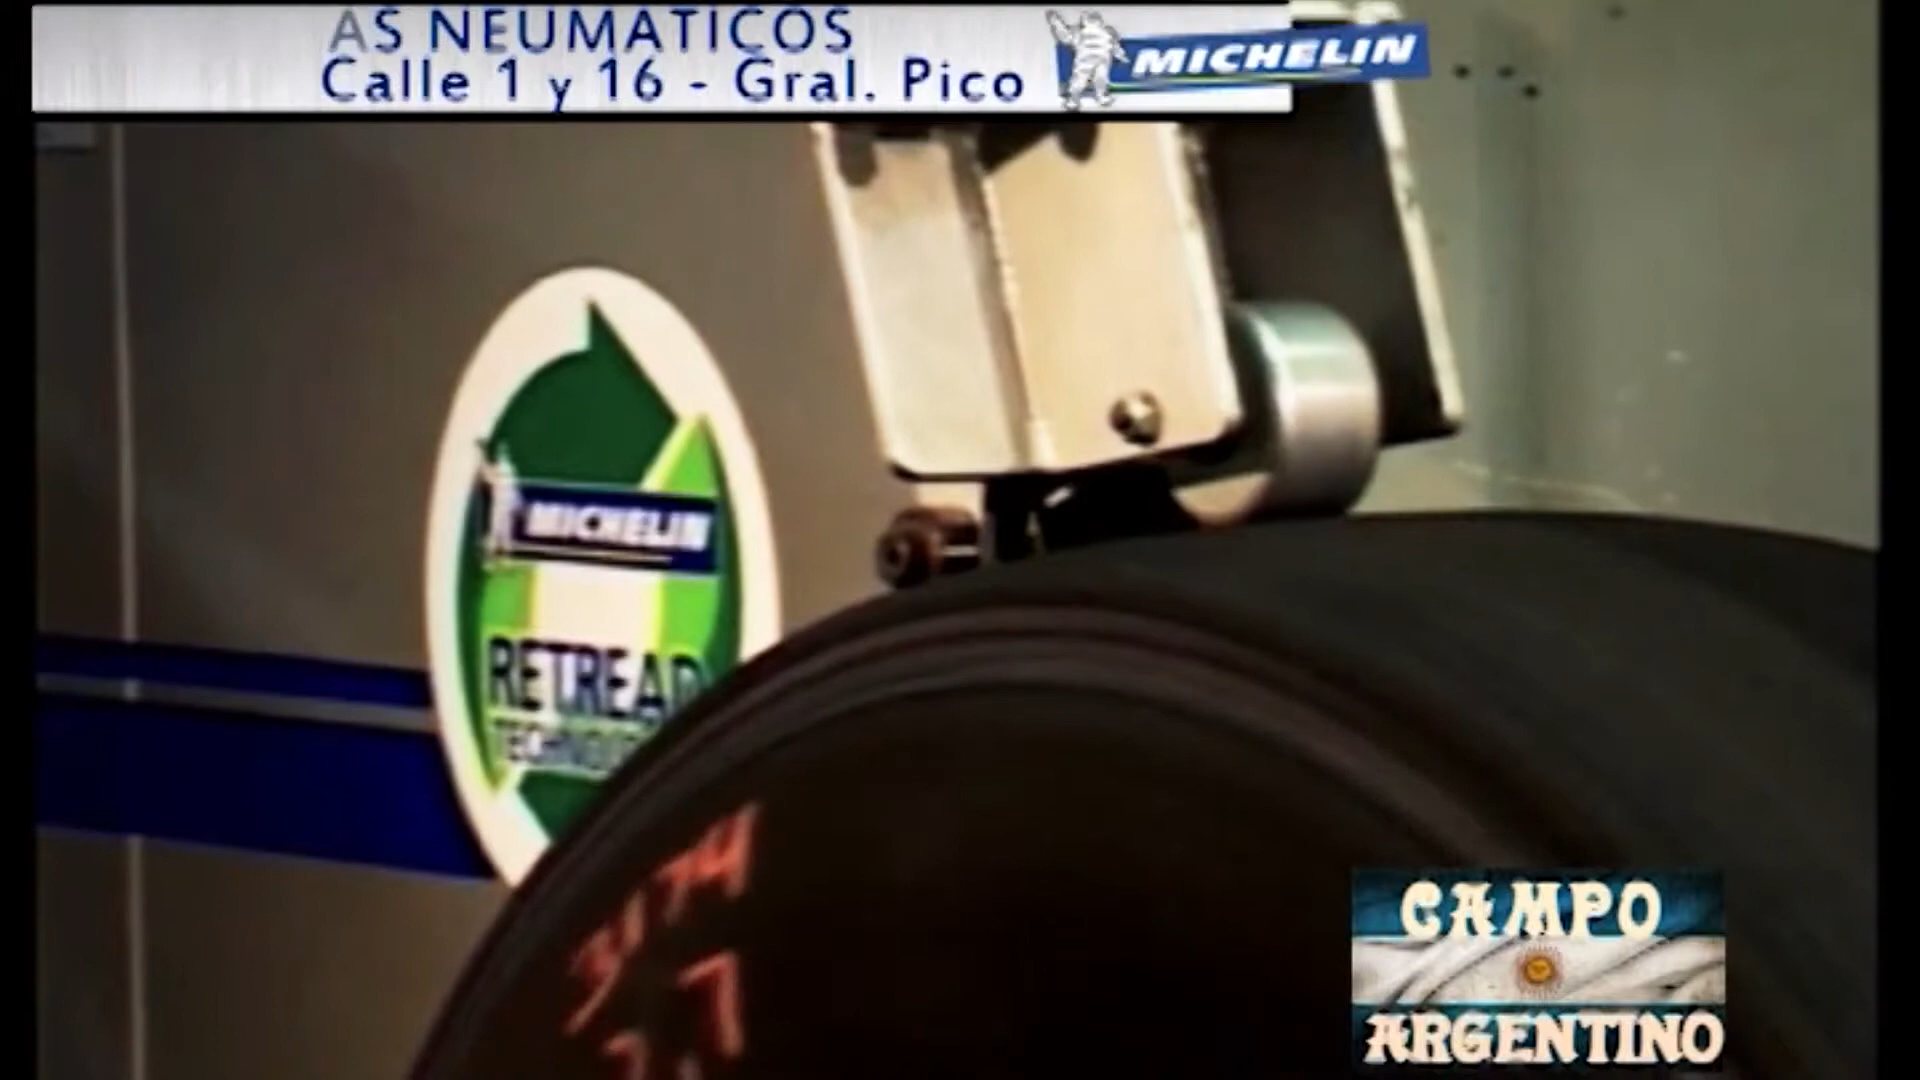 AS NEUMATICOS
Calle 1 y 16 - Gral. Pico
MICHELIN
MICHELIN
RETREAD
CAMPO
ARGENTINO